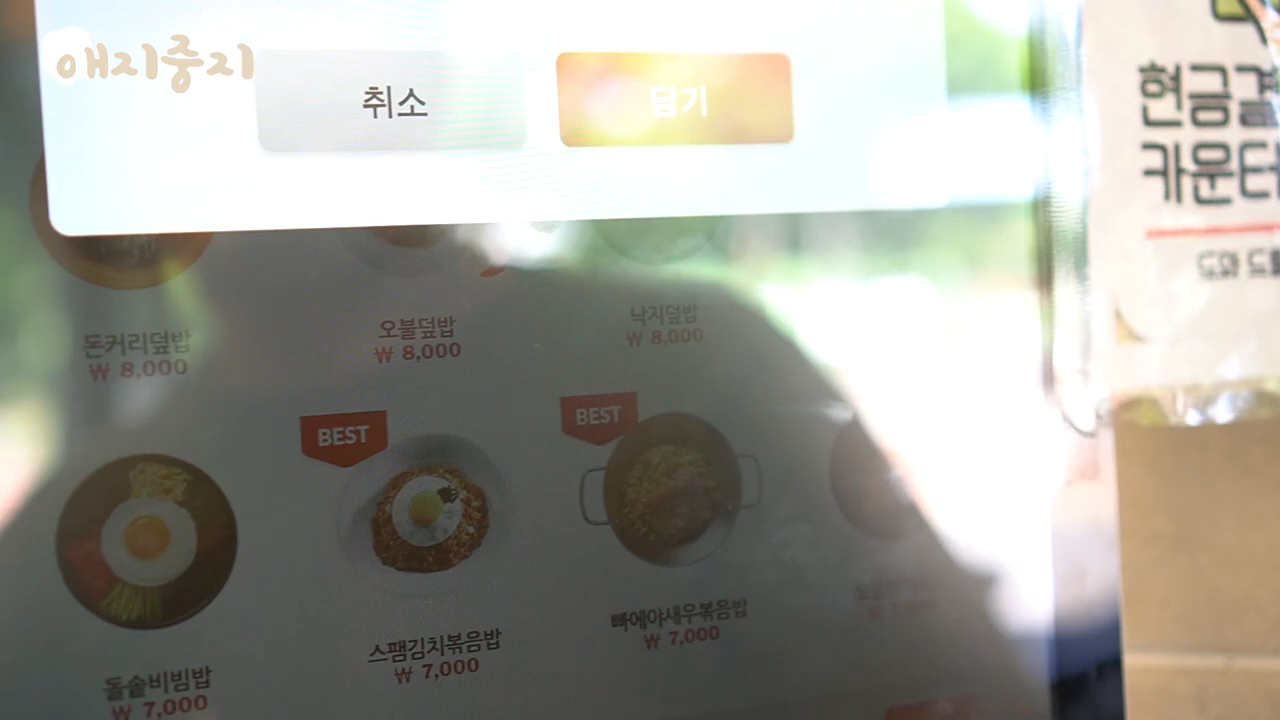 애지중지
취소
담기
현금결
카운터
드와 드
돈커리덮밥
₩ 8,000
오불덮밥
₩ 8,000
낙지덮밥
₩ 8,000
BEST
BEST
돌솥비빔밥
₩ 7,000
스팸김치볶음밥
₩ 7,000
빠에야새우볶음밥
₩ 7,000